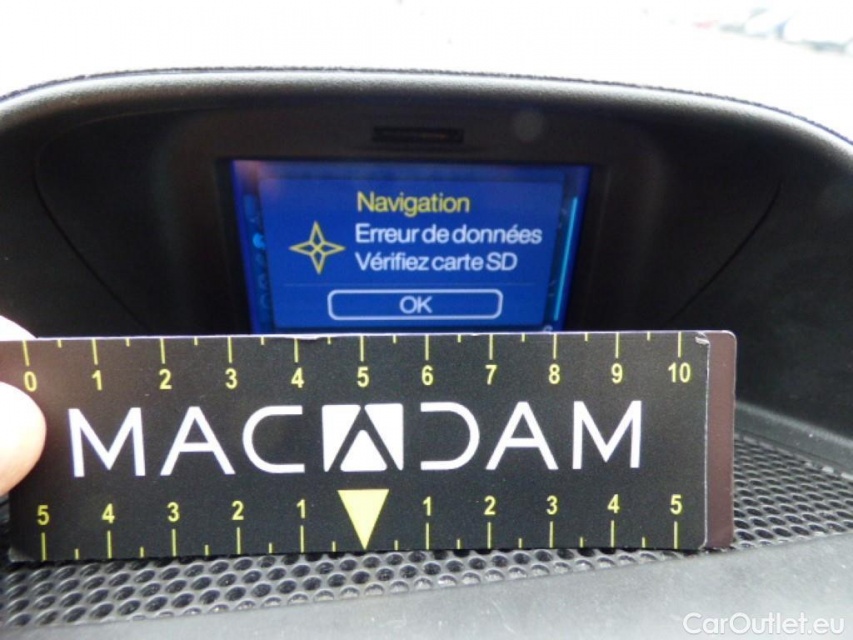 Navigation
Erreur de données
Vérifiez carte SD
OK
0 1 2 3 4 5 6 7 8 9 10
MACADAM
5 4 3 2 1 1 2 3 4 5
CarOutlet.eu